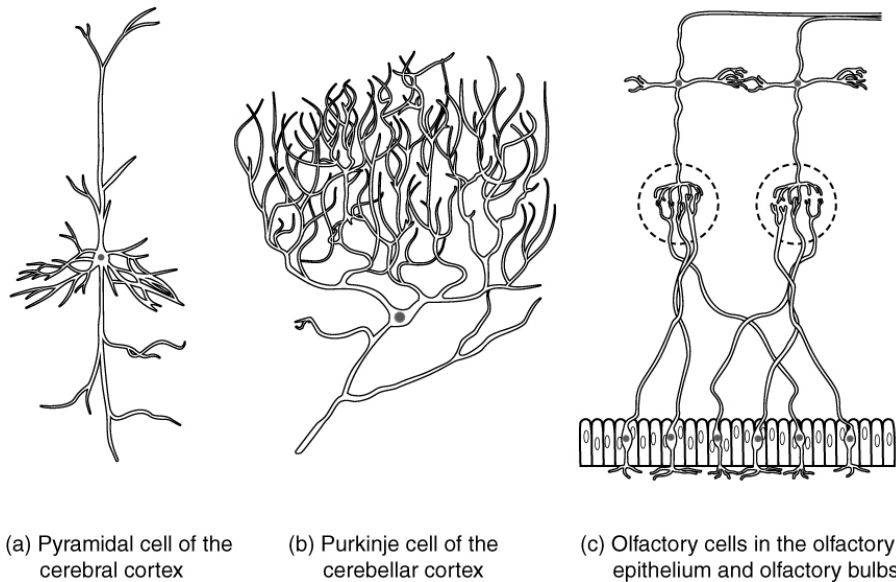 (a) Pyramidal cell of the
cerebral cortex
(b) Purkinje cell of the
cerebellar cortex
(c) Olfactory cells in the olfactory
epithelium and olfactory bulbs